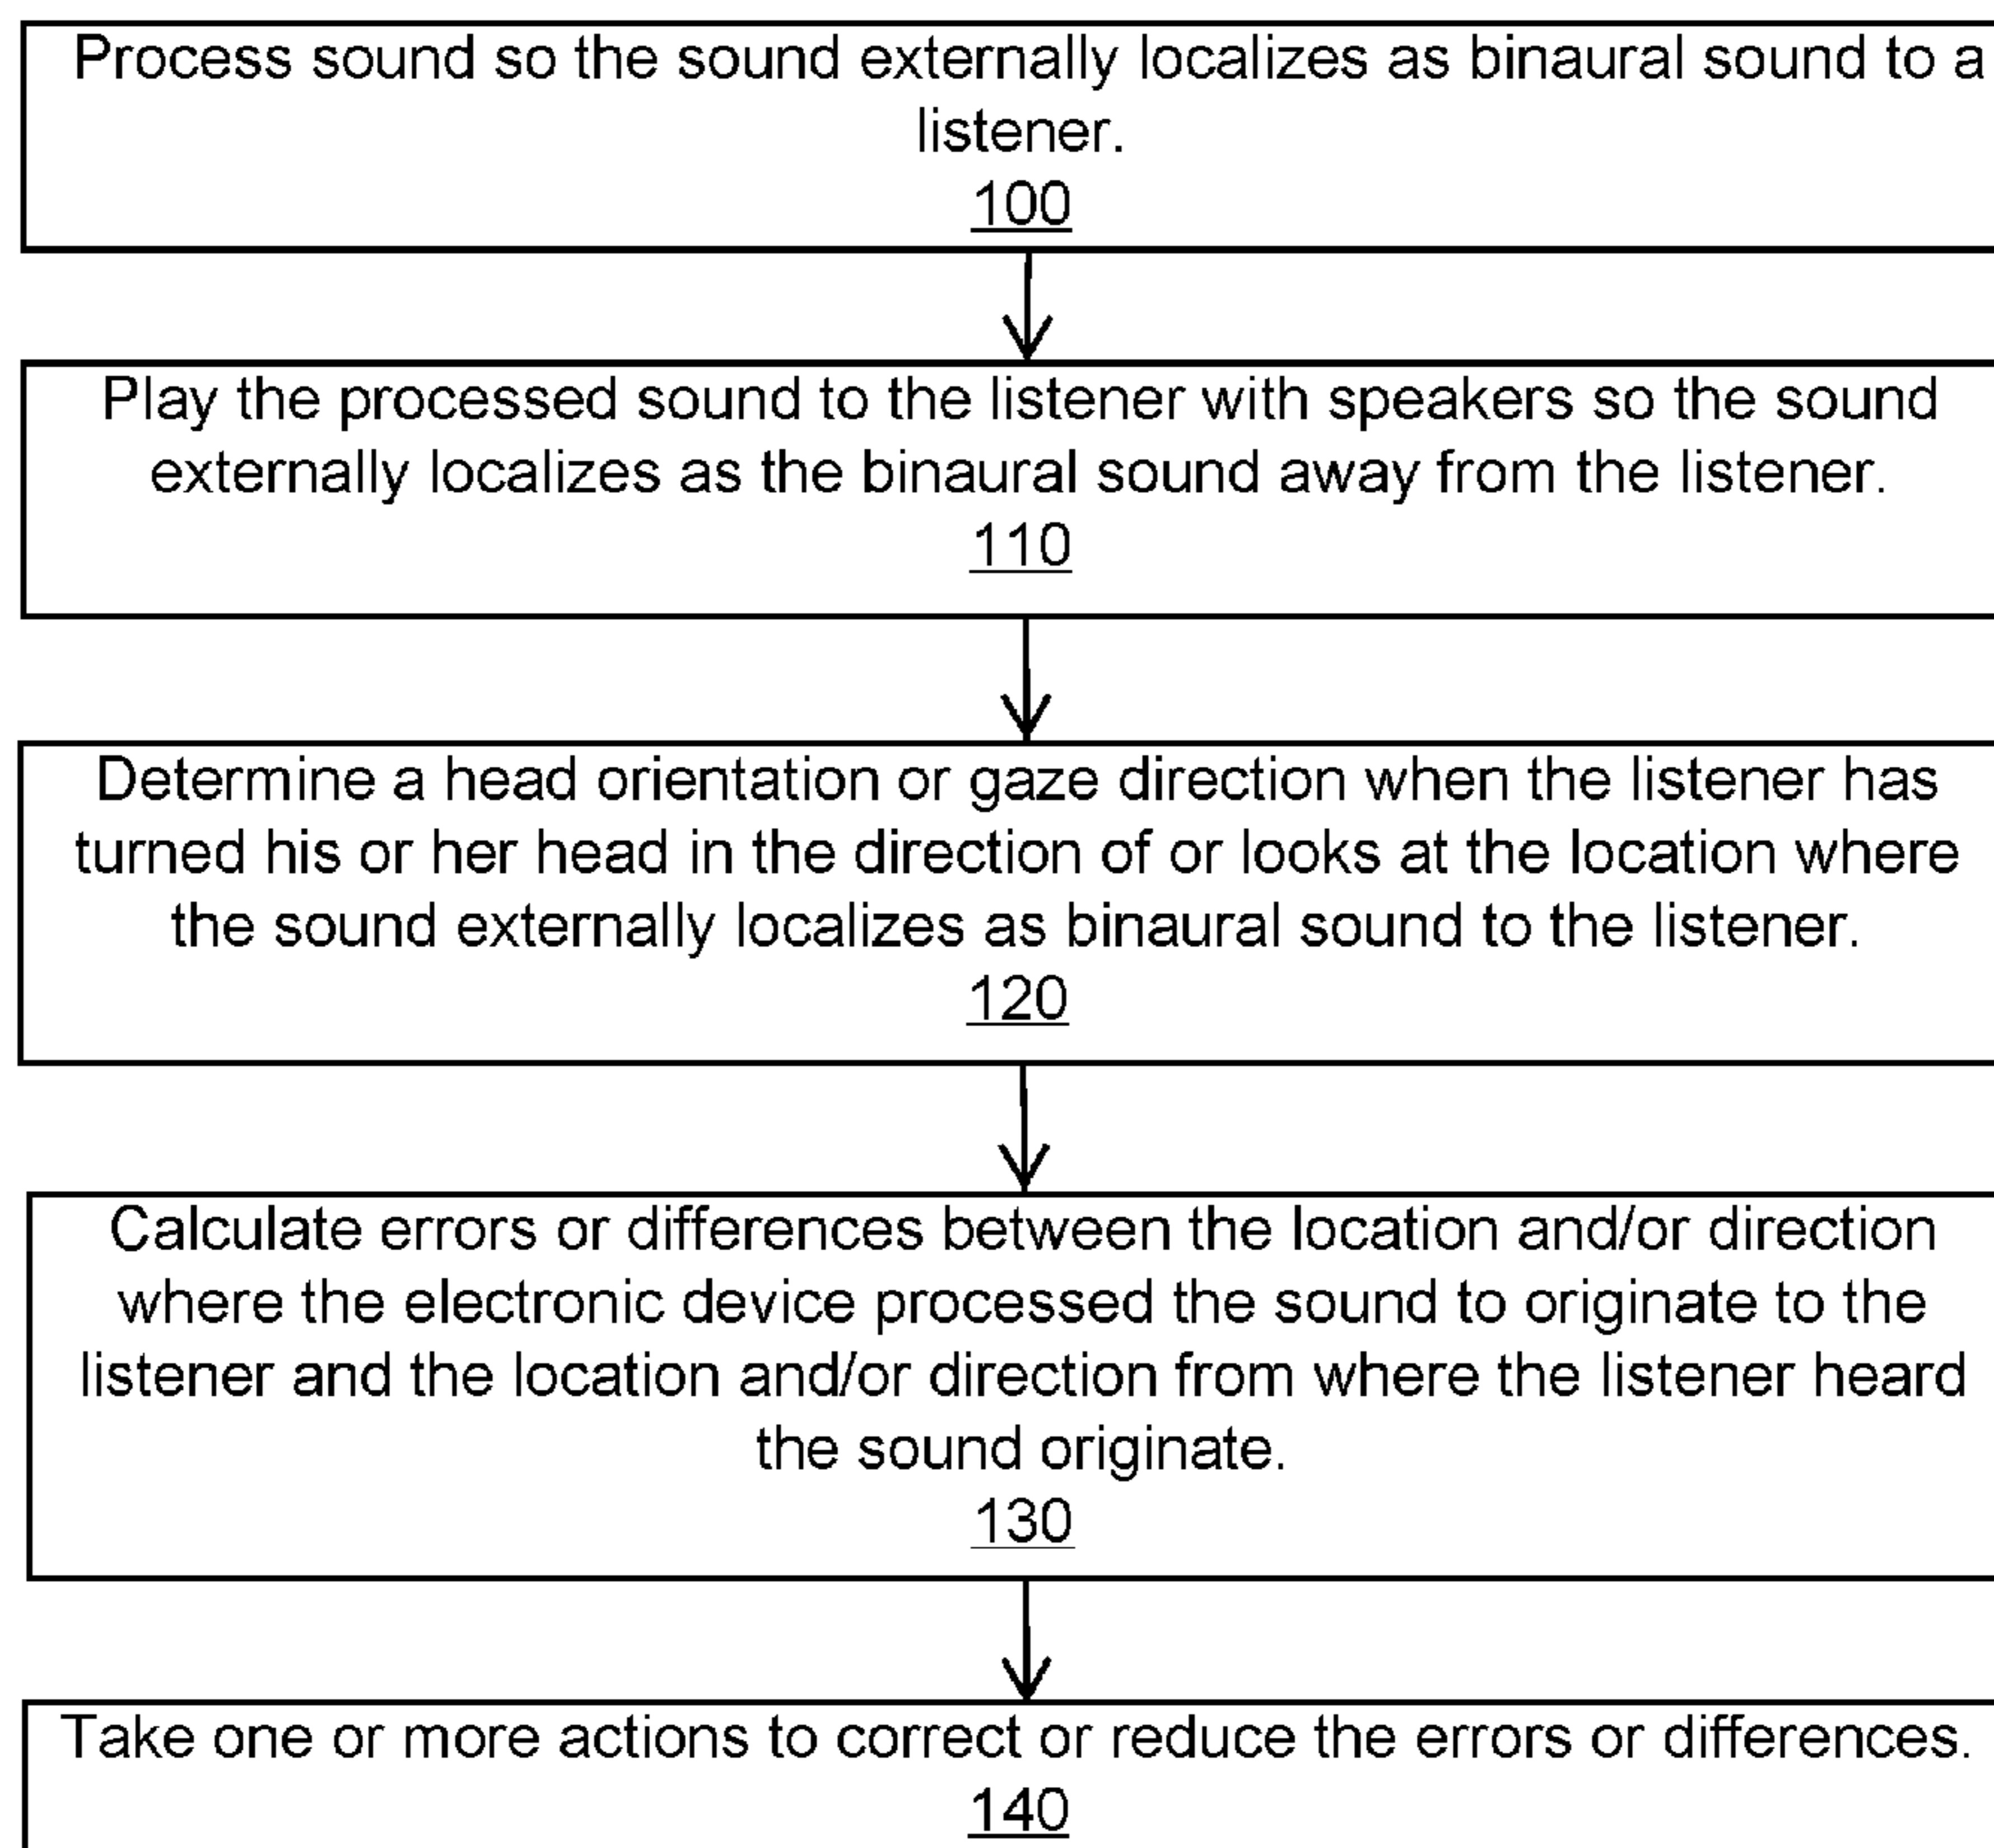 Process sound so the sound externally localizes as binaural sound to a
listener.
100
Play the processed sound to the listener with speakers so the sound
externally localizes as the binaural sound away from the listener.
110
Determine a head orientation or gaze direction when the listener has
turned his or her head in the direction of or looks at the location where
the sound externally localizes as binaural sound to the listener.
120
Calculate errors or differences between the location and/or direction
where the electronic device processed the sound to originate to the
listener and the location and/or direction from where the listener heard
the sound originate.
130
Take one or more actions to correct or reduce the errors or differences.
140